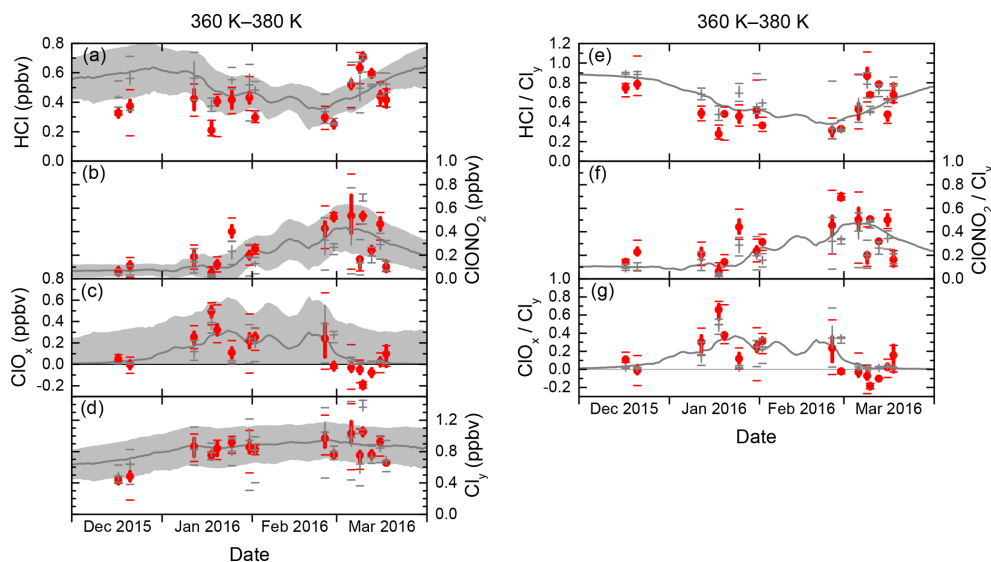 360 K–380 K
(a)
HCl (ppbv)
0.8
0.6
0.4
0.2
0.0
(b)
ClONO2 (ppbv)
1.0
0.8
0.6
0.4
0.2
0.0
(c)
ClOx (ppbv)
0.8
0.6
0.4
0.2
0.0
-0.2
(d)
Cly (ppbv)
1.2
0.8
0.4
0.0
Dec 2015 Jan 2016 Feb 2016 Mar 2016
Date
360 K–380 K
(e)
HCl / Cly
1.2
1.0
0.8
0.6
0.4
0.2
0.0
(f)
ClONO2 / Cly
1.0
0.8
0.6
0.4
0.2
0.0
(g)
ClOx / Cly
1.0
0.8
0.6
0.4
0.2
0.0
-0.2
Dec 2015 Jan 2016 Feb 2016 Mar 2016
Date